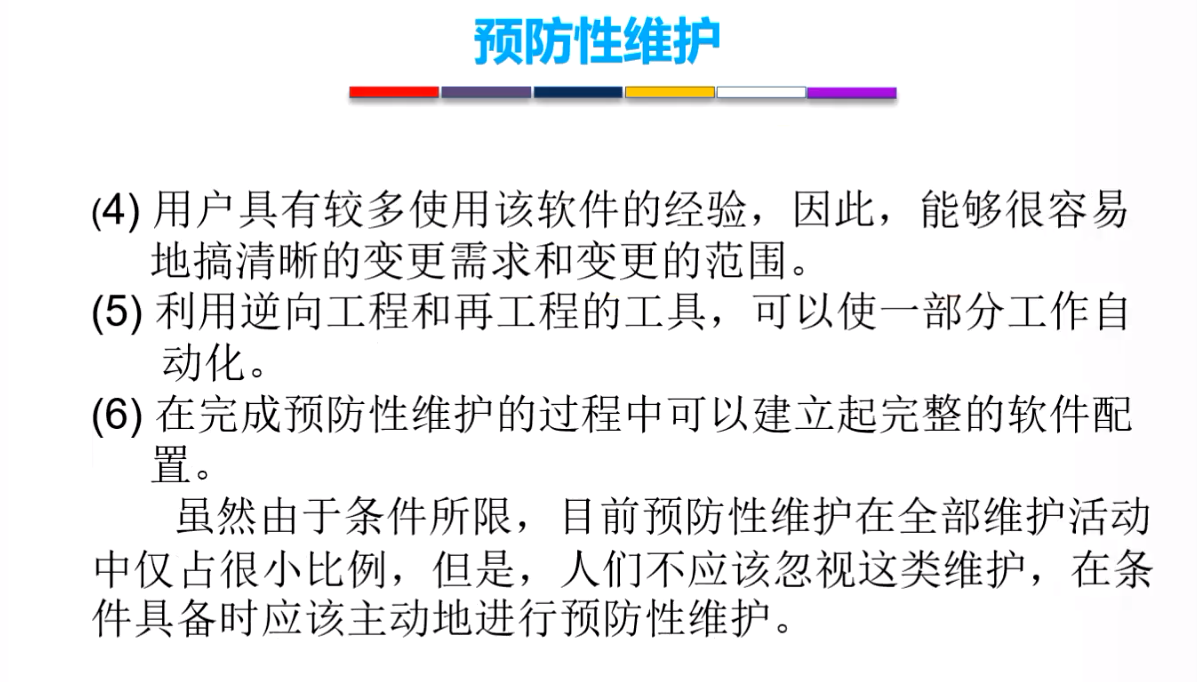 预防性维护
(4) 用户具有较多使用该软件的经验，因此，能够很容易
地搞清晰的变更需求和变更的范围。
(5) 利用逆向工程和再工程的工具，可以使一部分工作自
动化。
(6) 在完成预防性维护的过程中可以建立起完整的软件配
置。
虽然由于条件所限，目前预防性维护在全部维护活动
中仅占很小比例，但是，人们不应该忽视这类维护，在条
件具备时应该主动地进行预防性维护。